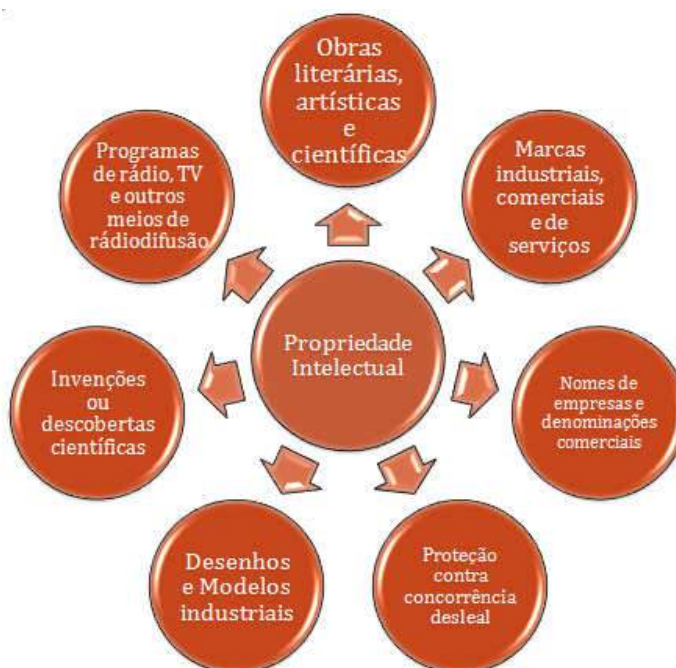 Obras
literárias,
artísticas
e
científicas
Marcas
industriais,
comerciais
e de
serviços
Nomes de
empresas e
denominações
comerciais
Proteção
contra
concorrência
desleal
Desenhos
e Modelos
industriais
Invenções
ou
descobertas
científicas
Programas
de rádio, TV
e outros
meios de
rádiodifusão
Propriedade
Intelectual